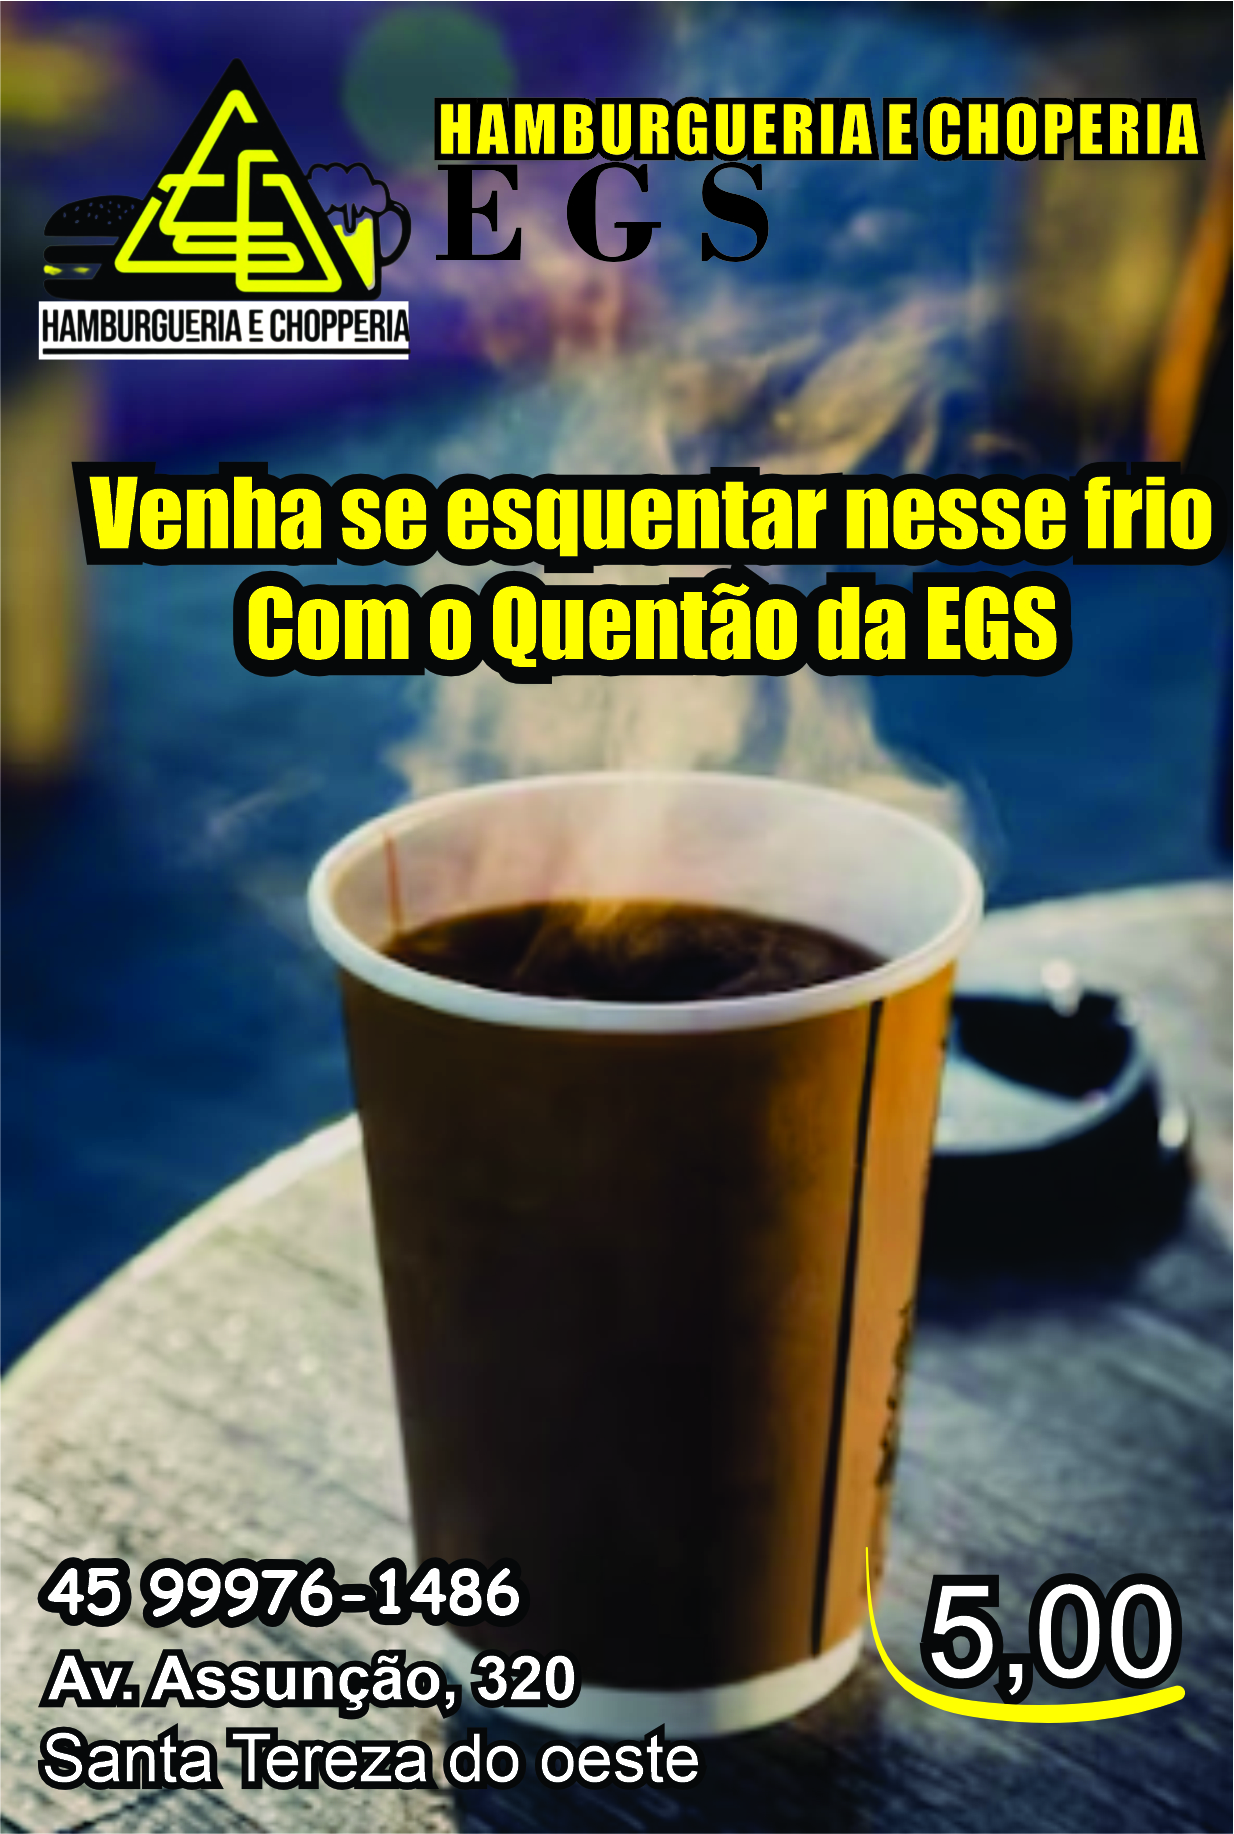 HAMBURGUERIA E CHOPERIA
EGS
HAMBURGUERIA E CHOPPERIA
Venha se esquentar nesse frio
Com o Quentão da EGS
45 99976-1486
Av. Assunção, 320
Santa Tereza do oeste
5,00